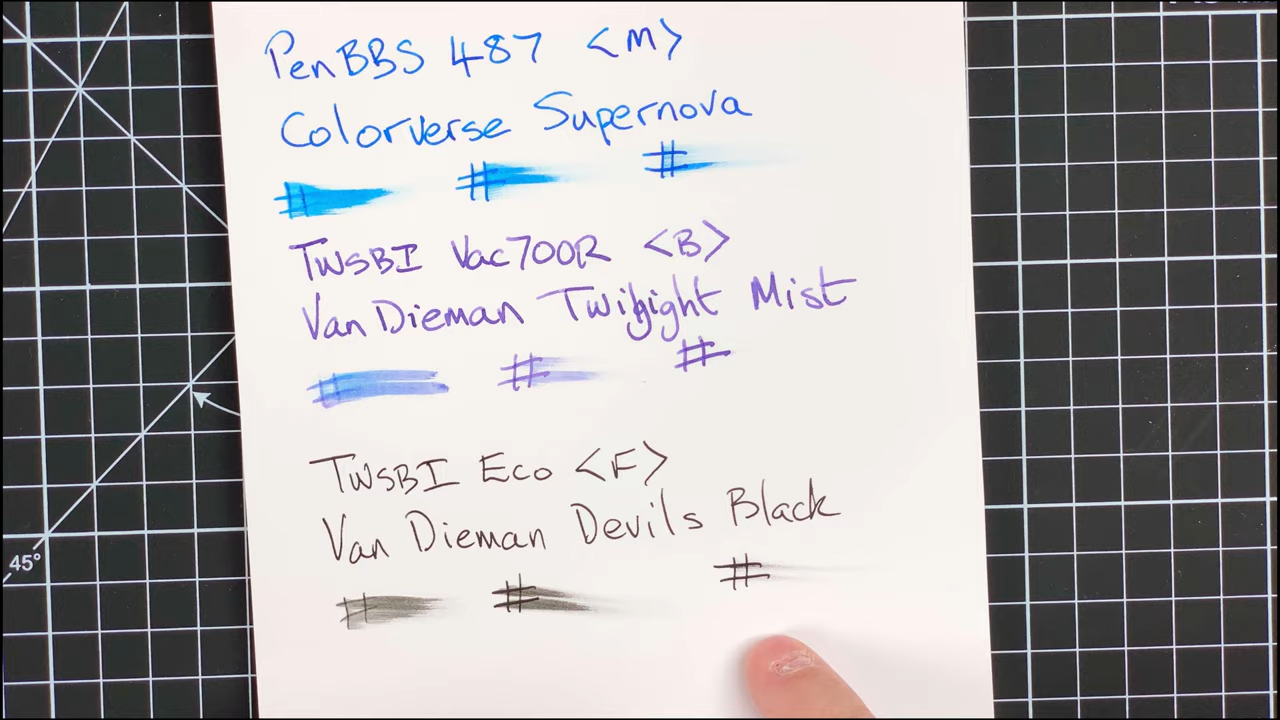 PenBBS 487 <M>
Colorverse Supernova
# # #
TWSBI Vac700R <B>
Van Dieman Twilight Mist
# # #
TWSBI Eco <F>
Van Dieman Devils Black
# # #
45°